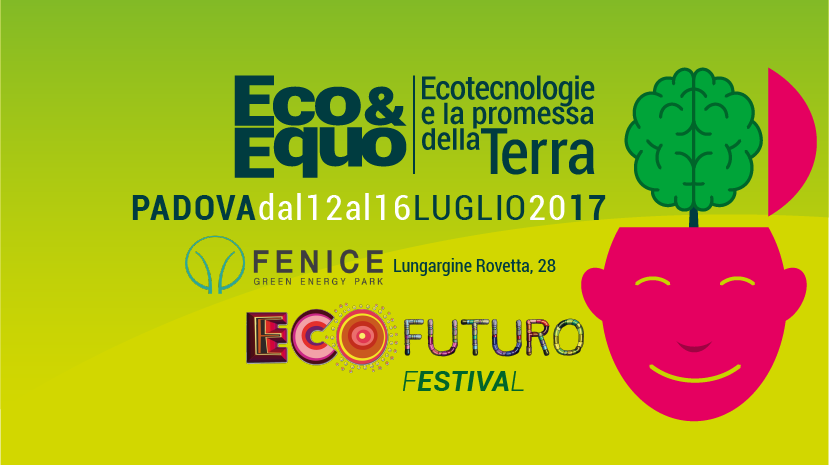 Eco&
Equo
Ecotecnologie
e la promessa
della Terra
PADOVA dal 12 al 16 LUGLIO 2017
FENICE
GREEN ENERGY PARK
Lungargine Rovetta, 28
ECOFUTURO
FESTIVAL